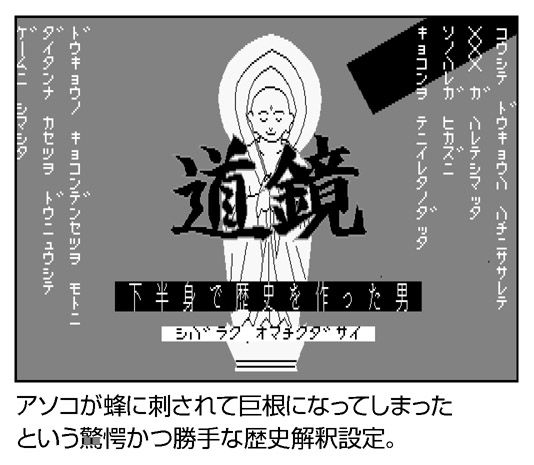 コウシテ ドウキョウハ ハチニササレテ
XXX ガ ハレテシマッタ
ソノハレガ ヒカズニ
キョコンヲ テニイレタノダッタ
ドウキョウノ キョコンデンセツヲ モトニ
ダイタンナ カセツヲ ドウニュウシテ
ゲームニ シマシタ
道鏡
下半身で歴史を作った男
シバラク オマチクダサイ
アソコが蜂に刺されて巨根になってしまった
という驚愕かつ勝手な歴史解釈設定。